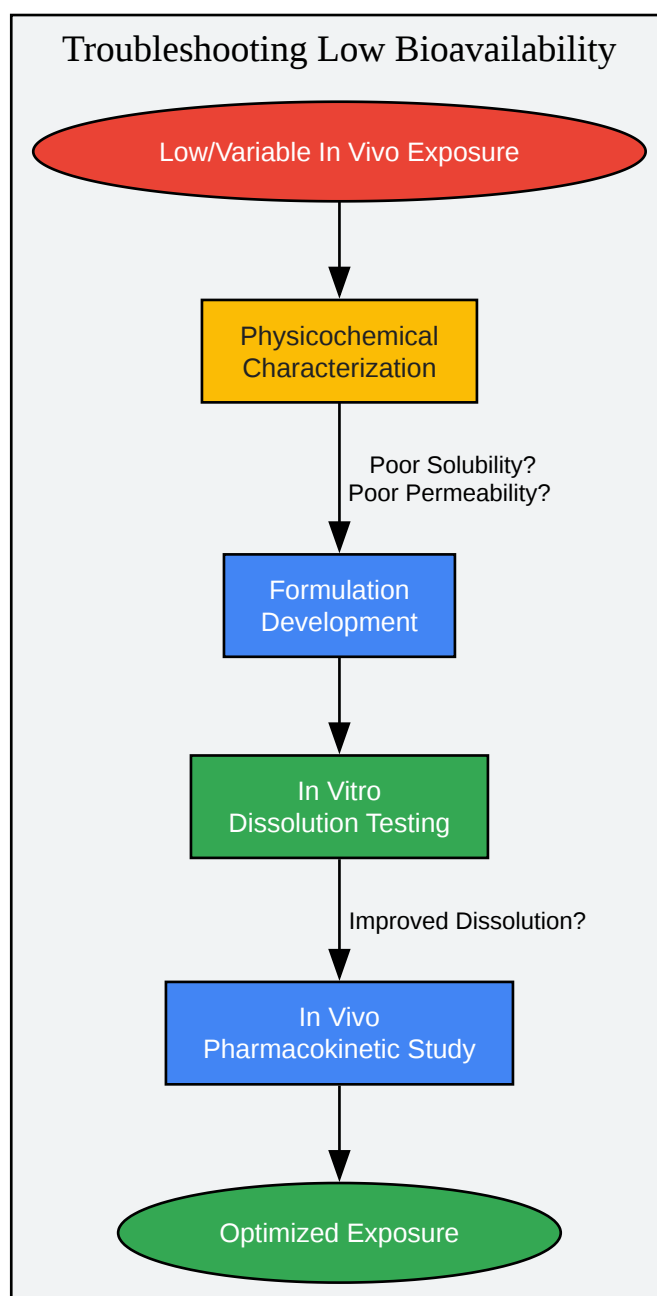 Troubleshooting Low Bioavailability
Low/Variable In Vivo Exposure
Physicochemical
Characterization
Poor Solubility?
Poor Permeability?
Formulation
Development
In Vitro
Dissolution Testing
Improved Dissolution?
In Vivo
Pharmacokinetic Study
Optimized Exposure